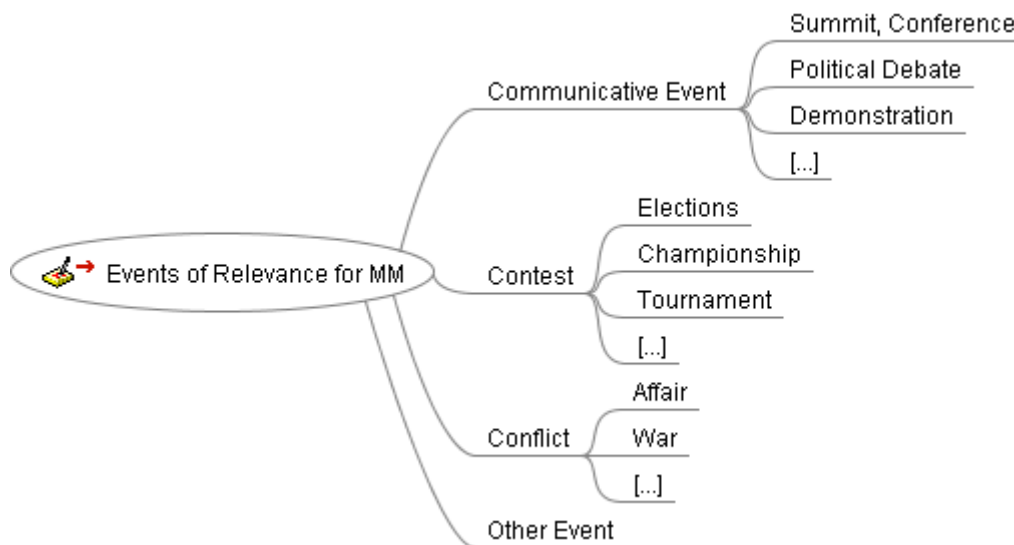 Summit, Conference
Communicative Event
Political Debate
Demonstration
[...]
Elections
Events of Relevance for MM
Contest
Championship
Tournament
[...]
Affair
Conflict
War
[...]
Other Event